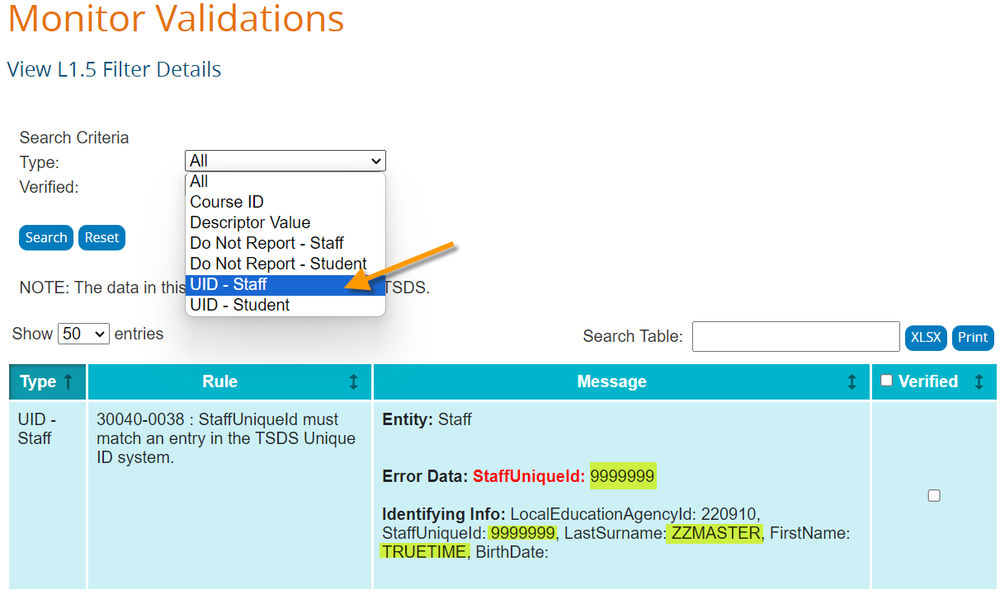 Monitor Validations
View L1.5 Filter Details
Search Criteria
Type:
All
Verified:
All
Course ID
Descriptor Value
Do Not Report - Staff
Do Not Report - Student
UID - Staff
UID - Student
Search
Reset
NOTE: The data in this TSDS.
Show 50 entries
Search Table:
XLSX
Print
Type
Rule
Message
Verified
UID -
Staff
30040-0038 : StaffUniqueId must
match an entry in the TSDS Unique
ID system.
Entity: Staff
Error Data: StaffUniqueId: 9999999
Identifying Info: LocalEducationAgencyId: 220910,
StaffUniqueId: 9999999, LastSurname: ZZMASTER, FirstName:
TRUETIME, BirthDate: